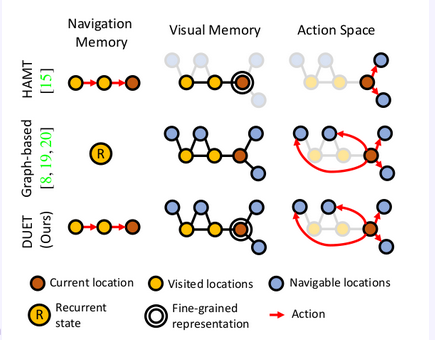 Navigation Memory
Visual Memory
Action Space
HAMT [15]
Graph-based [8, 19, 20]
R
DUET (Ours)
Current location
Visited locations
Navigable locations
R
Recurrent state
Fine-grained representation
Action